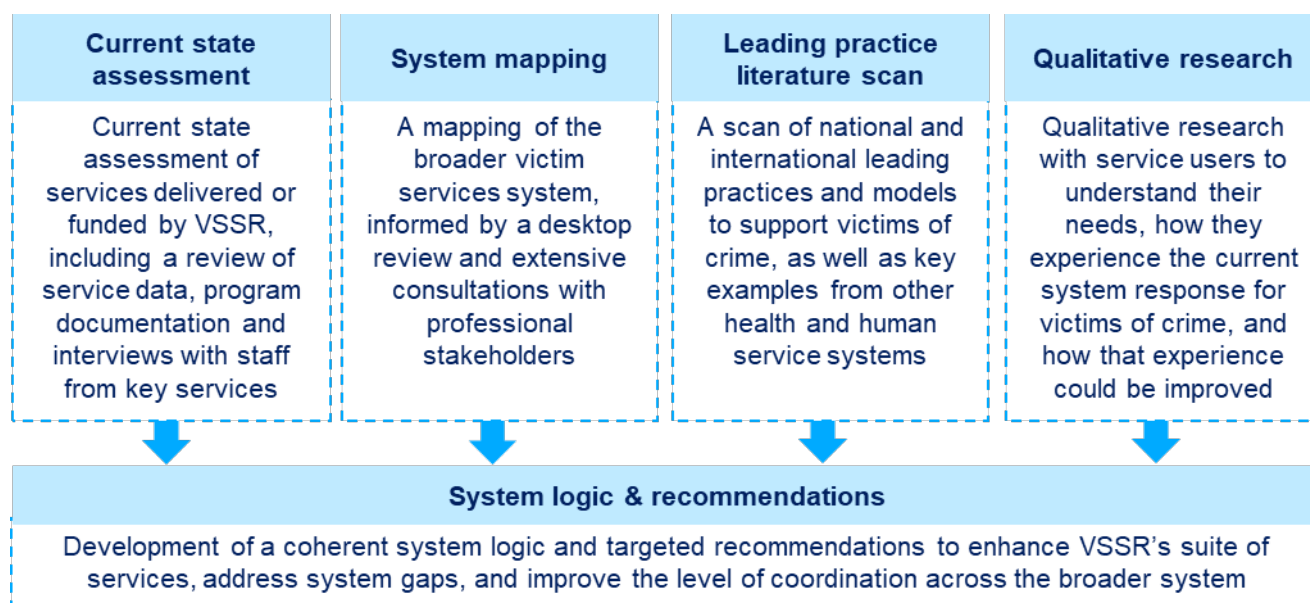 Current state
assessment
Current state
assessment of
services delivered or
funded by VSSR,
including a review of
service data, program
documentation and
interviews with staff
from key services
System mapping
A mapping of the
broader victim
services system,
informed by a desktop
review and extensive
consultations with
professional
stakeholders
Leading practice
literature scan
A scan of national and
international leading
practices and models
to support victims of
crime, as well as key
examples from other
health and human
service systems
Qualitative research
Qualitative research
with service users to
understand their
needs, how they
experience the current
system response for
victims of crime, and
how that experience
could be improved
System logic & recommendations
Development of a coherent system logic and targeted recommendations to enhance VSSR's suite of
services, address system gaps, and improve the level of coordination across the broader system